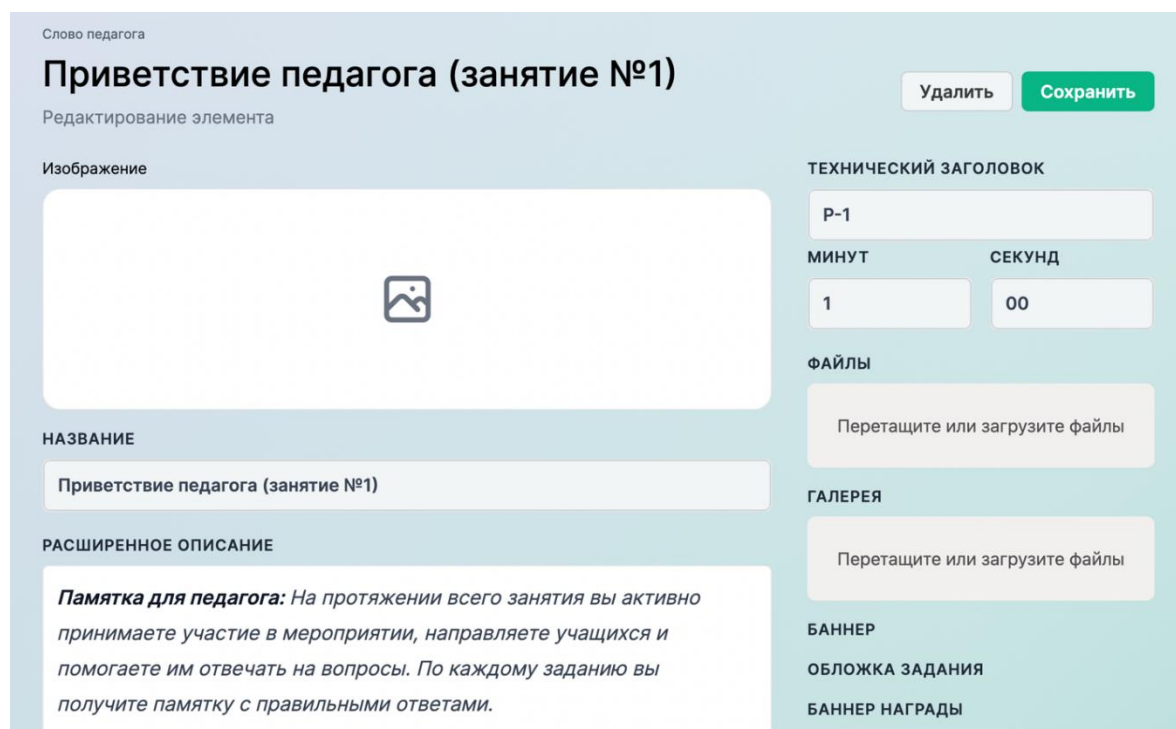 Слово педагога
Приветствие педагога (занятие №1)
Редактирование элемента
Удалить
Сохранить
Изображение
НАЗВАНИЕ
Приветствие педагога (занятие №1)
РАСШИРЕННОЕ ОПИСАНИЕ
Памятка для педагога: На протяжении всего занятия вы активно
принимаете участие в мероприятии, направляете учащихся и
помогаете им отвечать на вопросы. По каждому заданию вы
получите памятку с правильными ответами.
ТЕХНИЧЕСКИЙ ЗАГОЛОВОК
P-1
МИНУТ
СЕКУНД
1
00
ФАЙЛЫ
Перетащите или загрузите файлы
ГАЛЕРЕЯ
Перетащите или загрузите файлы
БАННЕР
ОБЛОЖКА ЗАДАНИЯ
БАННЕР НАГРАДЫ